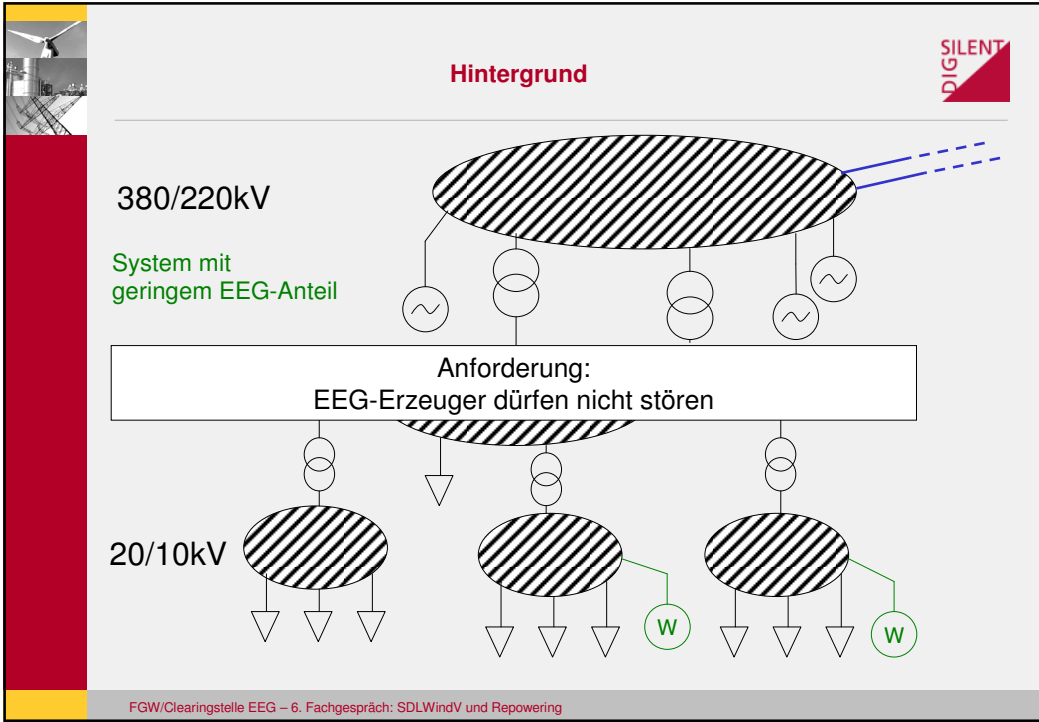 Hintergrund
DIG SILENT
380/220kV
System mit
geringem EEG-Anteil
Anforderung:
EEG-Erzeuger dürfen nicht stören
20/10kV
W
W
FGW/Clearingstelle EEG – 6. Fachgespräch: SDLWindV und Repowering